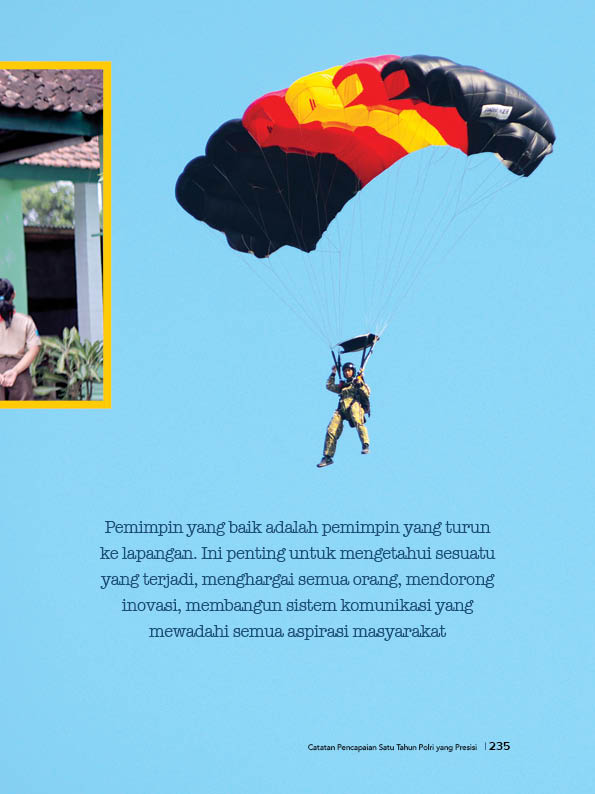 Pemimpin yang baik adalah pemimpin yang turun
ke lapangan. Ini penting untuk mengetahui sesuatu
yang terjadi, menghargai semua orang, mendorong
inovasi, membangun sistem komunikasi yang
mewadahi semua aspirasi masyarakat
Catatan Pencapaian Satu Tahun Polri yang Presisi | 235